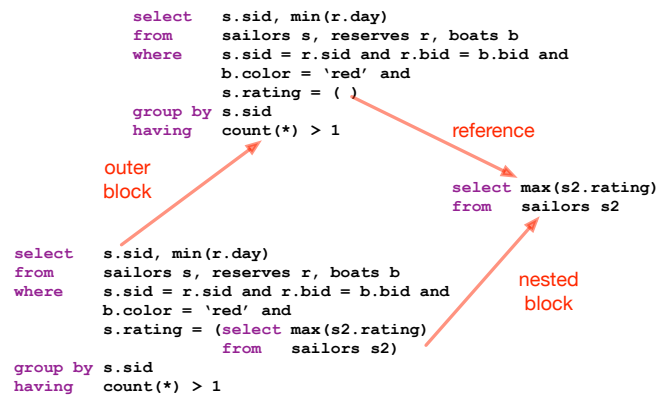 select s.sid, min(r.day)
from sailors s, reserves r, boats b
where s.sid = r.sid and r.bid = b.bid and
b.color = ‘red’ and
s.rating = ( )
group by s.sid
having count(*) > 1
reference
outer
block
select max(s2.rating)
from sailors s2
select s.sid, min(r.day)
from sailors s, reserves r, boats b
where s.sid = r.sid and r.bid = b.bid and
b.color = ‘red’ and
s.rating = (select max(s2.rating)
from sailors s2)
group by s.sid
having count(*) > 1
nested
block